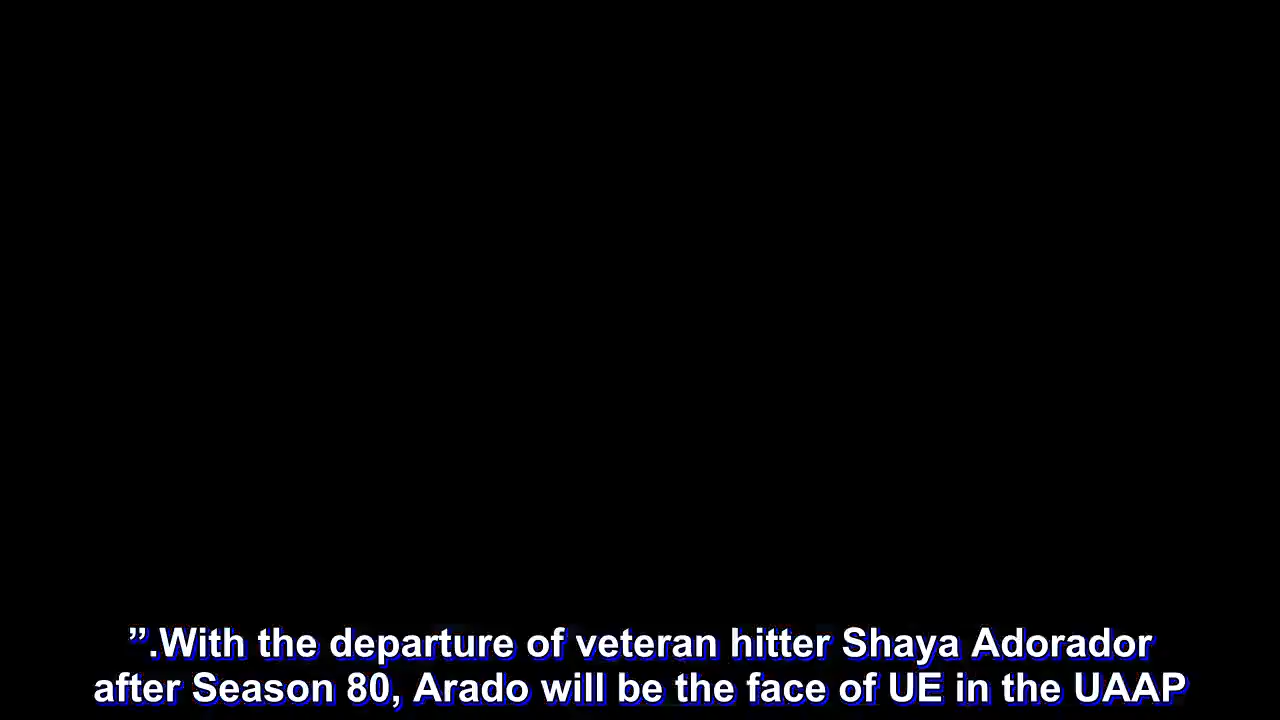 ”.With the departure of veteran hitter Shaya Adorador
after Season 80, Arado will be the face of UE in the UAAP